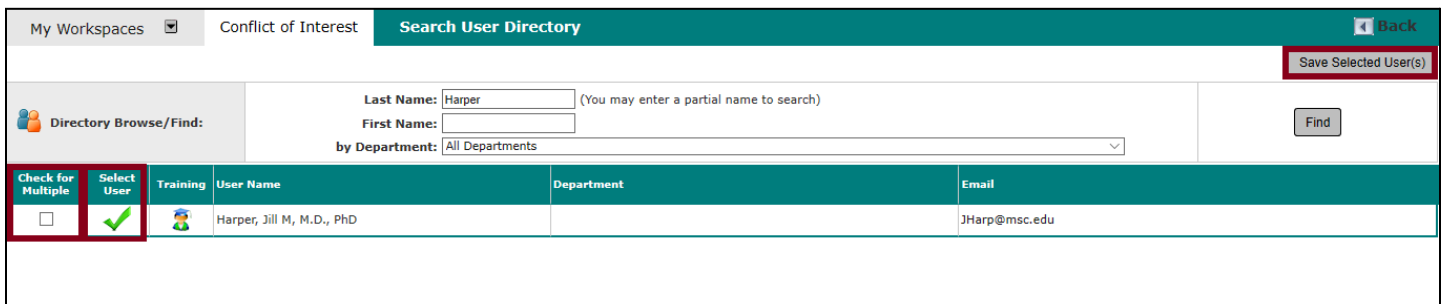 My Workspaces Conflict of Interest Search User Directory Back
Save Selected User(s)
Directory Browse/Find:
Last Name: Harper (You may enter a partial name to search)
First Name:
Find
by Department: All Departments
Check for Multiple Select User Training User Name Department Email
Harper, Jill M, M.D., PhD JHarp@msc.edu